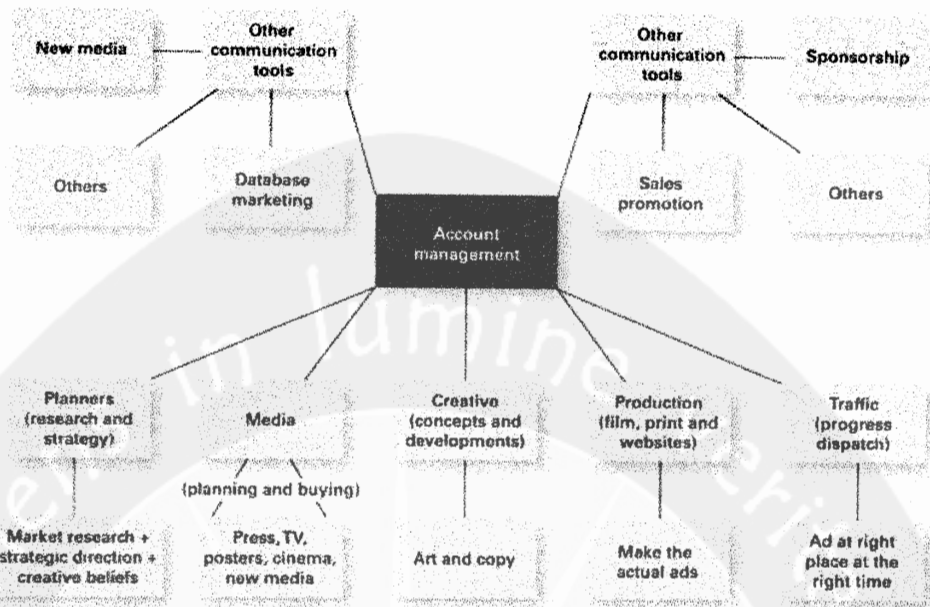 New media
Other
communication
tools
Other
communication
tools
Sponsorship
Others
Database
marketing
Sales
promotion
Others
Account
management
in lumine
Planners
(research and
strategy)
Media
Creative
(concepts and
developments)
Production
(film, print and
websites)
Traffic
(progress
dispatch)
(planning and buying)
Market research +
strategic direction +
creative beliefs
Press, TV,
posters, cinema,
new media
Art and copy
Make the
actual ads
Ad at right
place at the
right time